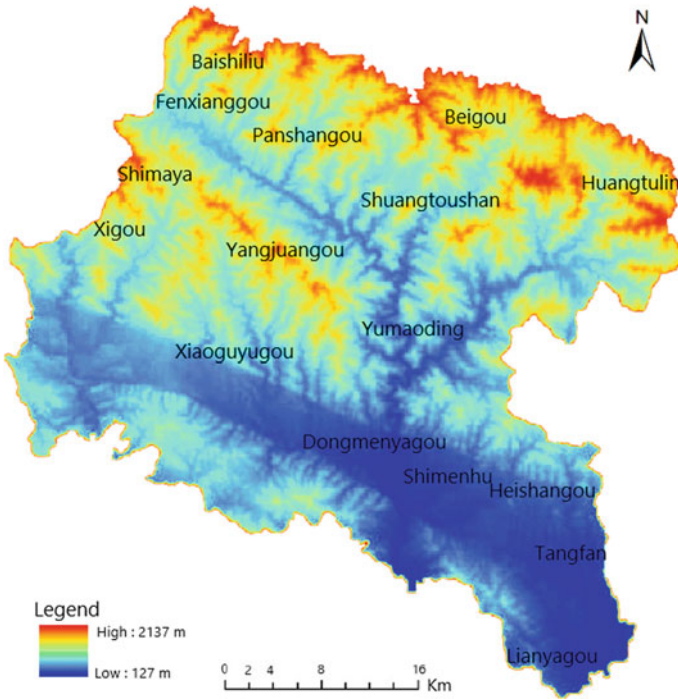 N
Baishiliu
Fenxianggou
Beigou
Panshangou
Shimaya
Huangtulin
Shuangtoushan
Xigou
Yangjuangou
Yumaoding
Xiaoguyugou
Dongmenyagou
Shimenhu
Heishangou
Tangfan
Legend
High : 2137 m
Low : 127 m
Lianyagou
0 2 4 8 16
Km